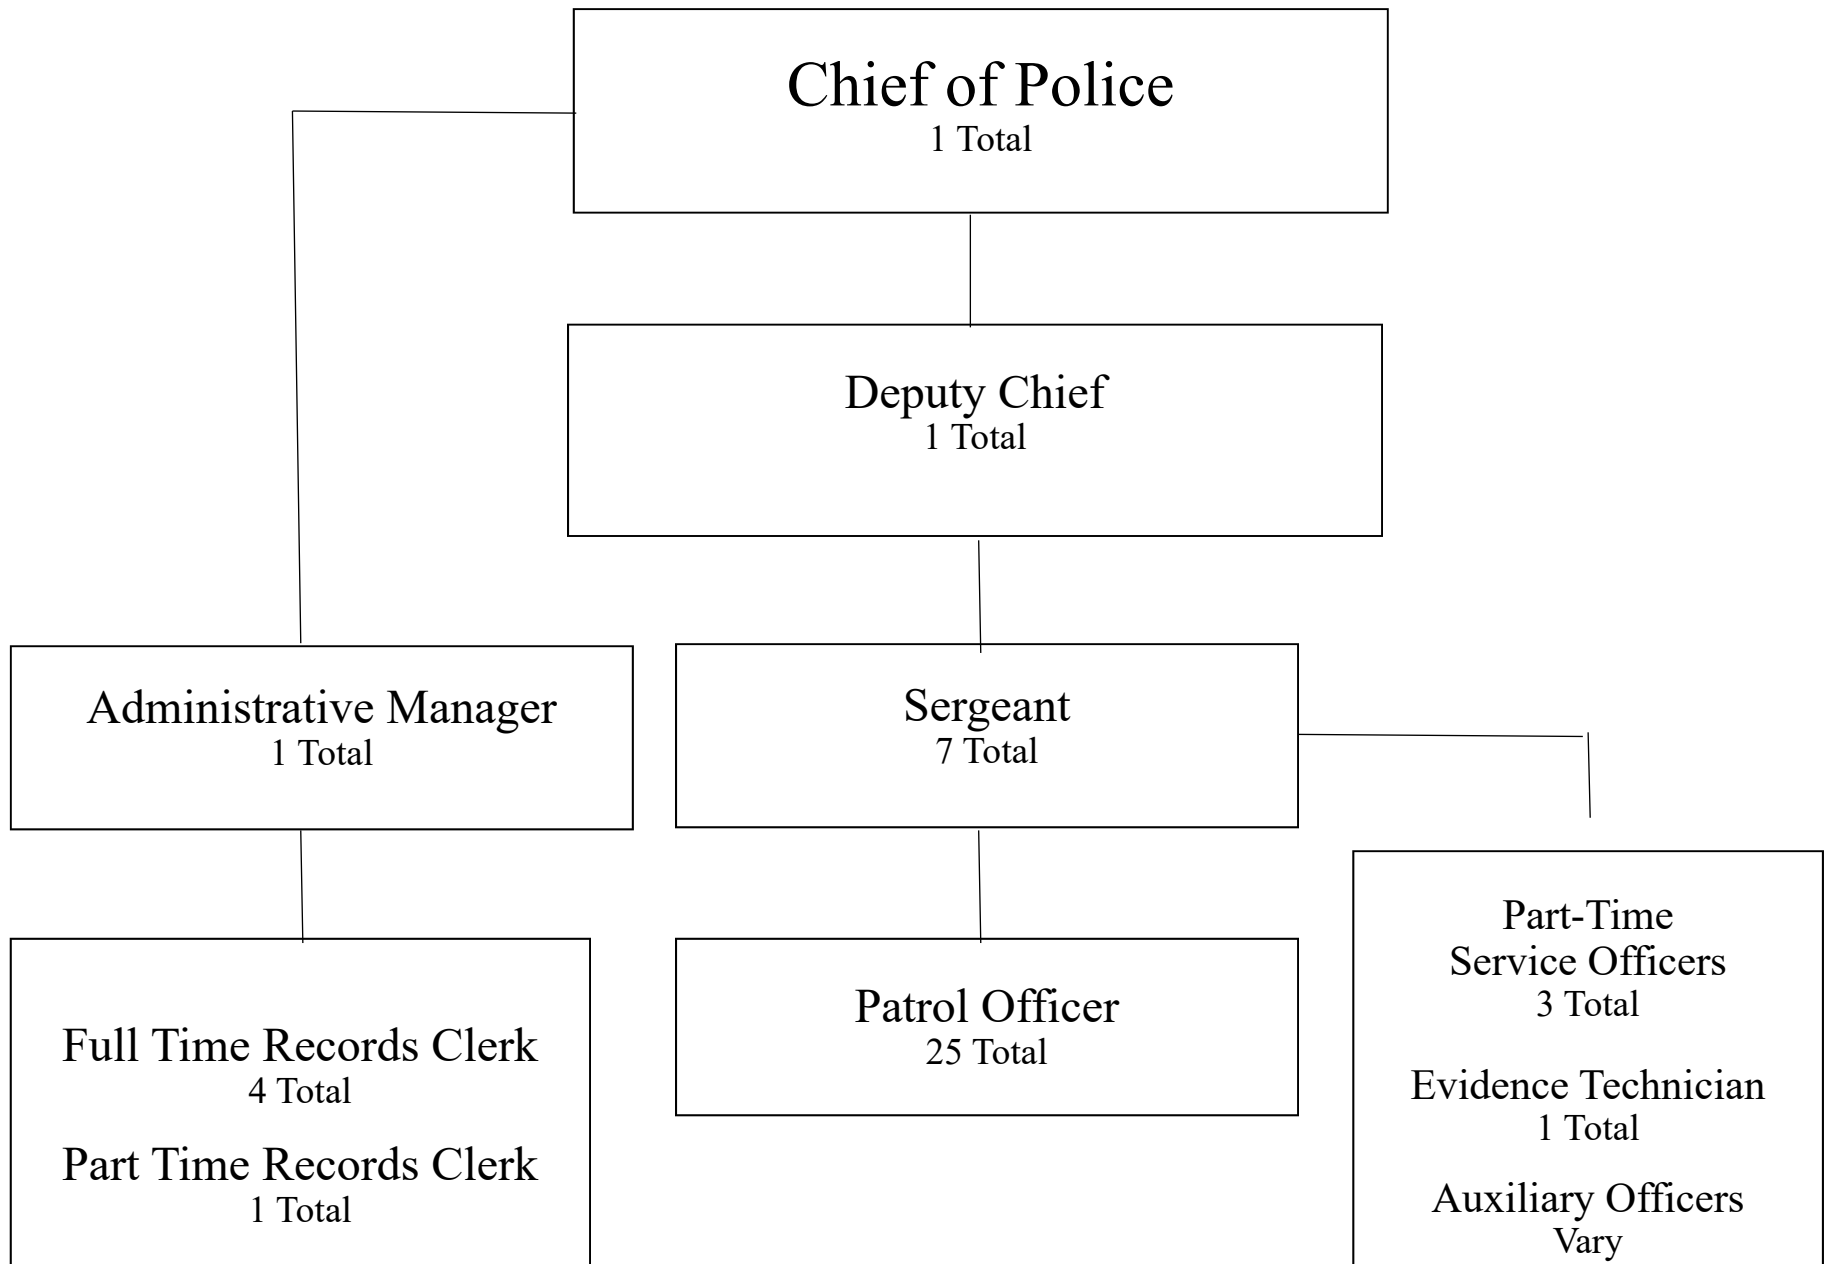 Chief of Police
1 Total
Deputy Chief
1 Total
Administrative Manager
1 Total
Sergeant
7 Total
Full Time Records Clerk
4 Total
Part Time Records Clerk
1 Total
Patrol Officer
25 Total
Part-Time
Service Officers
3 Total
Evidence Technician
1 Total
Auxiliary Officers
Vary